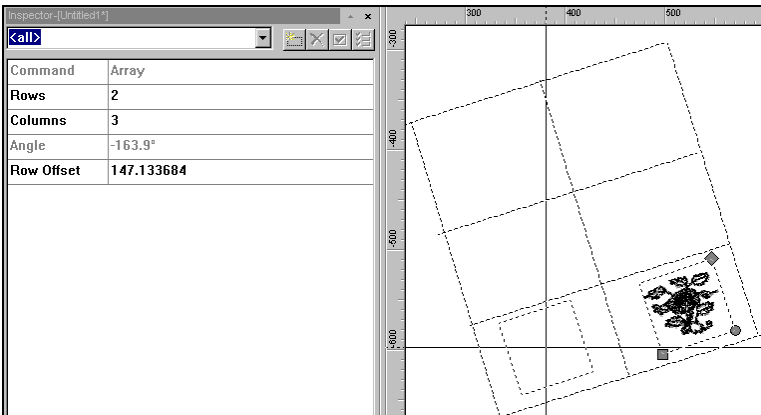 Inspector-[Untitled1*]
<all>
Command Array
Rows 2
Columns 3
Angle -163.9°
Row Offset 147.133684
300 400 500
-300
-400
-500
-600